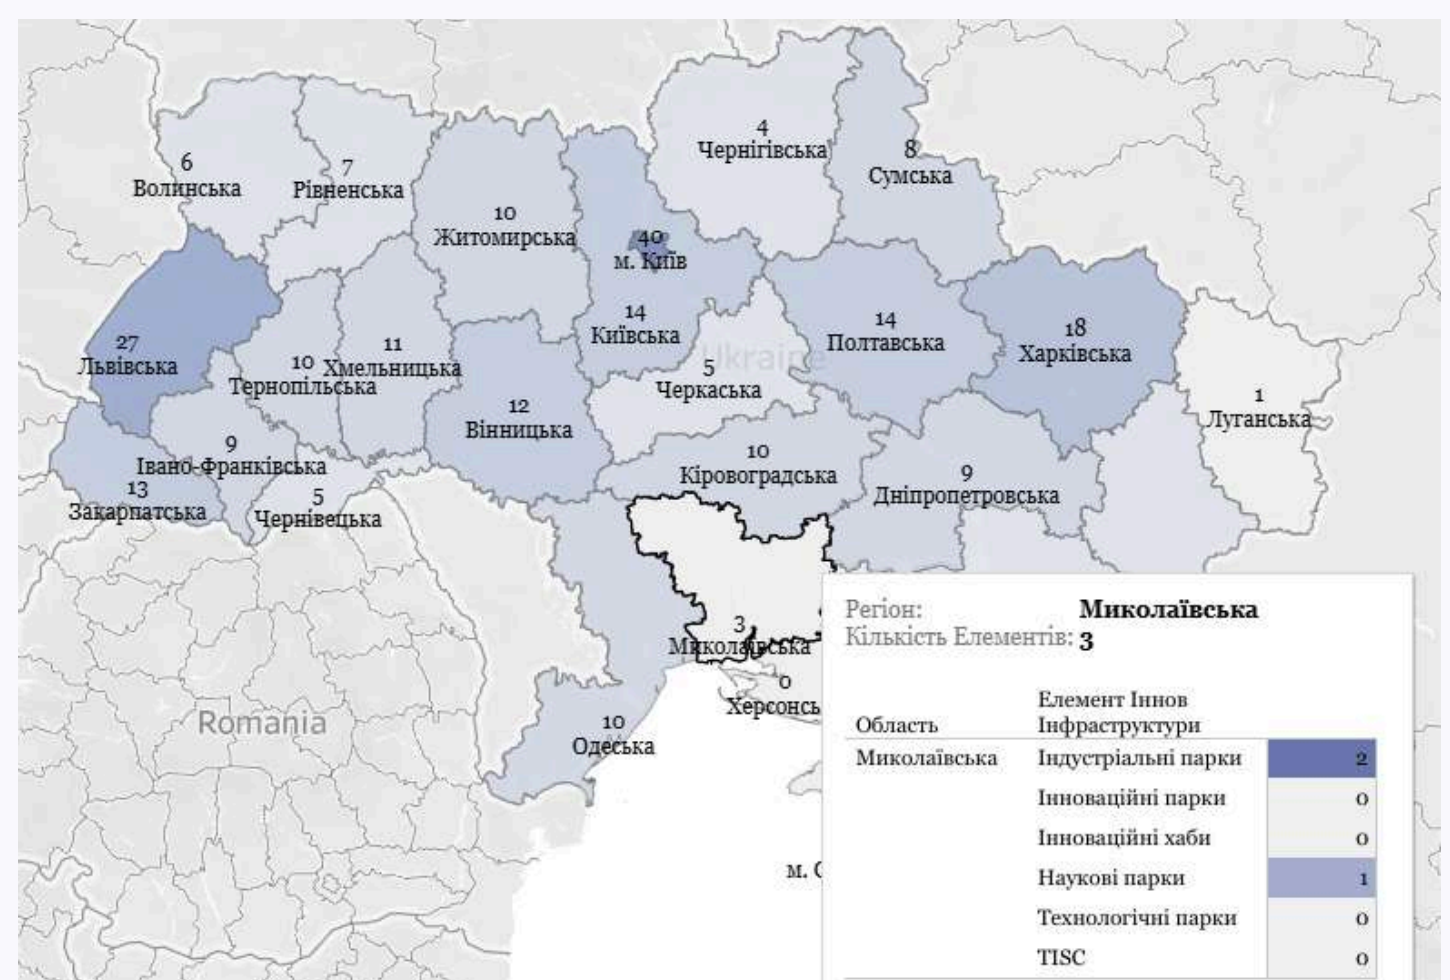 4
Чернігівська
8
Сумська
6
Волинська
7
Рівненська
10
Житомирська
40
м. Київ
14
Київська
14
Полтавська
18
Харківська
27
Львівська
10
Тернопільська
11
Хмельницька
Ukraine
5
Черкаська
1
Луганська
12
Вінницька
9
Івано-Франківська
10
Кіровоградська
9
Дніпропетровська
13
Закарпатська
5
Чернівецька
3
Миколаївська
0
Херсонсь
Romania
10
Одеська
м. С
Регіон: Миколаївська
Кількість Елементів: 3
Елемент Іннов
Область Інфраструктури
Миколаївська Індустріальні парки 2
Інноваційні парки 0
Інноваційні хаби 0
Наукові парки 1
Технологічні парки 0
TISC 0